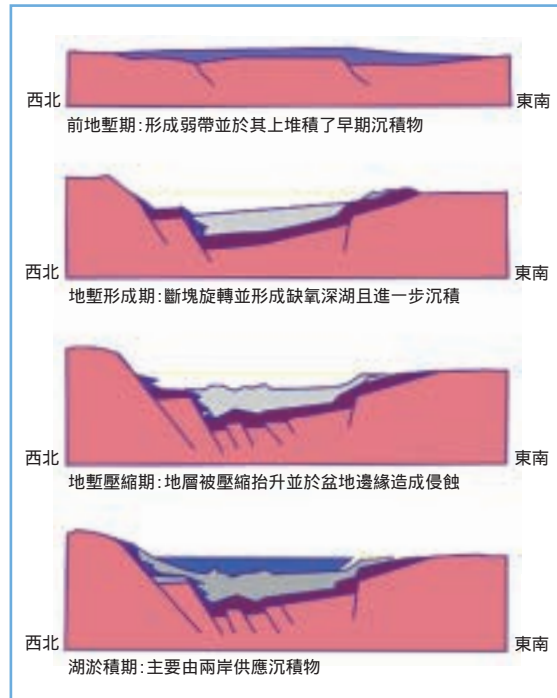 西北 東南
前地塹期:形成弱帶並於其上堆積了早期沉積物
西北 東南
地塹形成期:斷塊旋轉並形成缺氧深湖且進一步沉積
西北 東南
地塹壓縮期:地層被壓縮抬升並於盆地邊緣造成侵蝕
西北 東南
湖淤積期:主要由兩岸供應沉積物